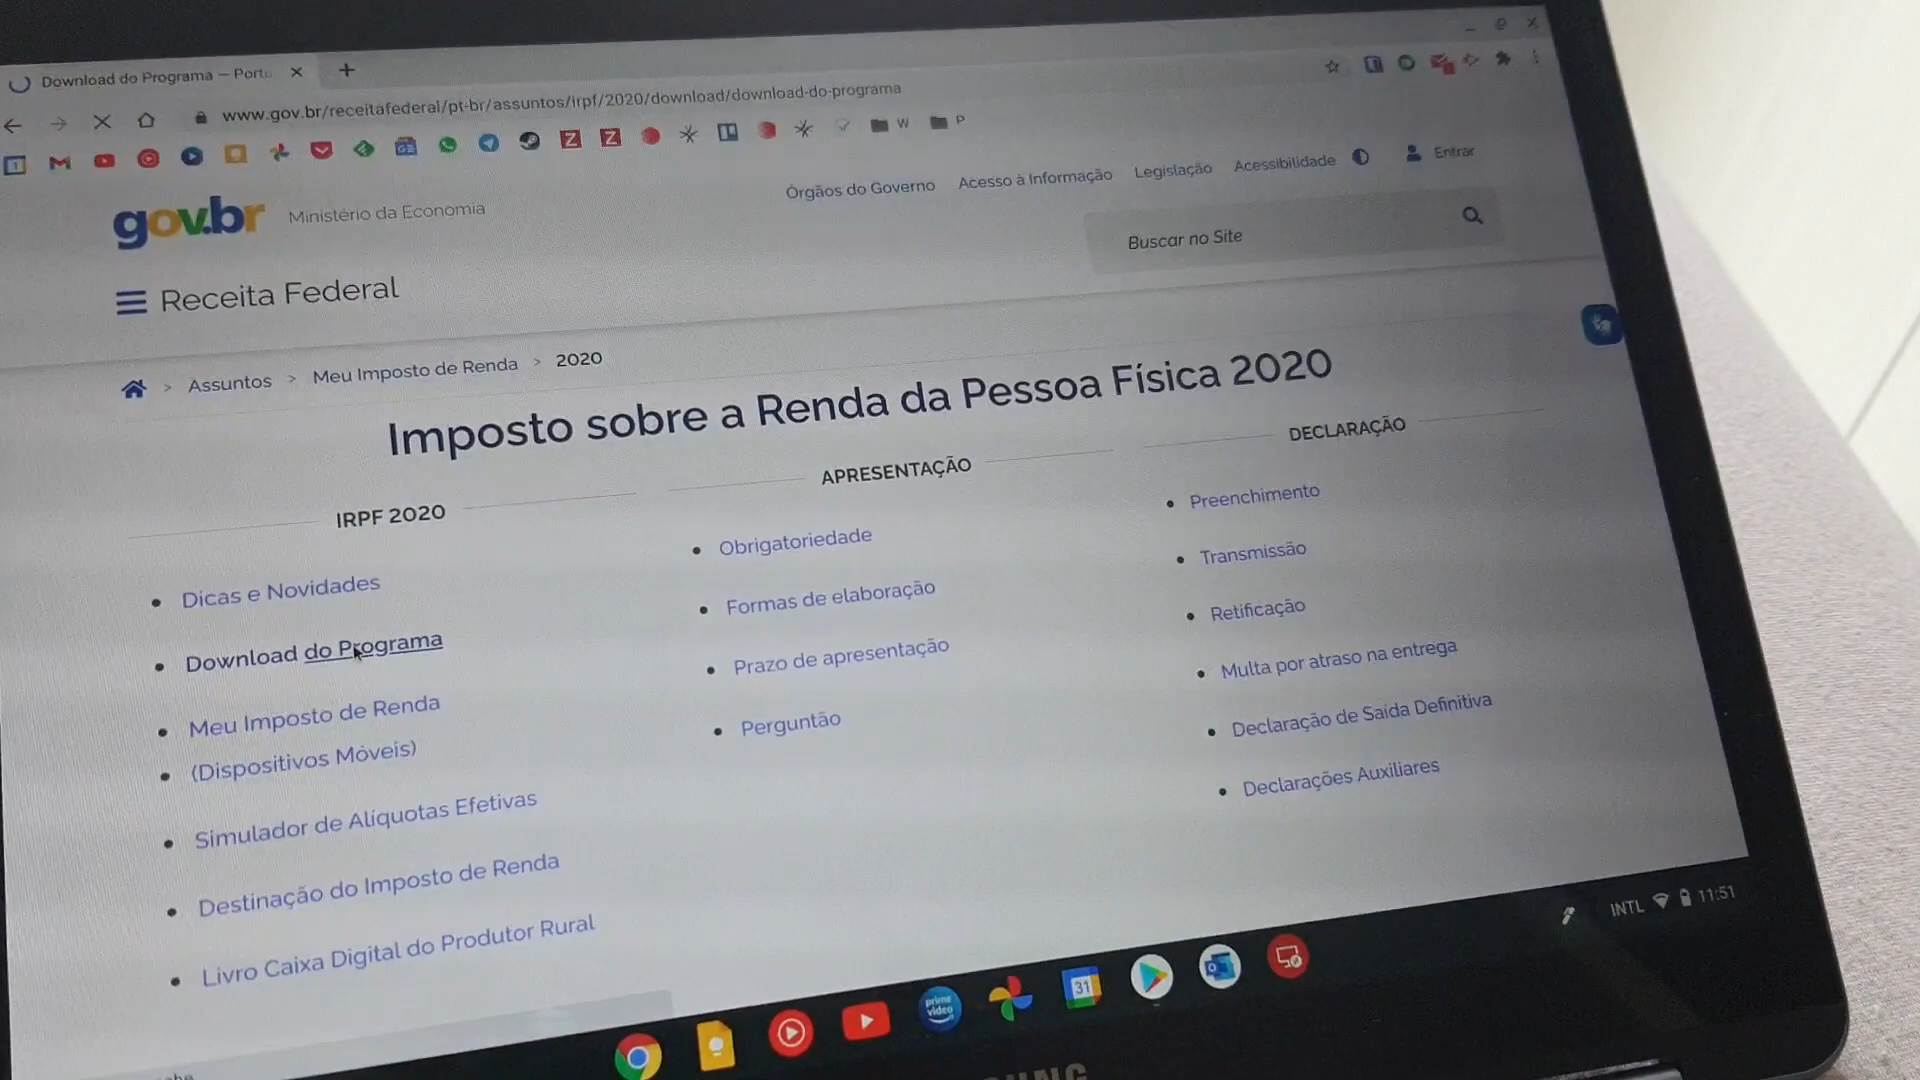 Download do Programa – Port
www.gov.br/receitafederal/pt-br/assuntos/irpf/2020/download/download-do-programa
W
P
Órgãos do Governo
Acesso à Informação
Legislação
Acessibilidade
Entrar
gov.br
Ministério da Economia
Buscar no Site
Receita Federal
> Assuntos > Meu Imposto de Renda > 2020
Imposto sobre a Renda da Pessoa Física 2020
IRPF 2020
Dicas e Novidades
Download do Programa
Meu Imposto de Renda
(Dispositivos Móveis)
Simulador de Alíquotas Efetivas
Destinação do Imposto de Renda
Livro Caixa Digital do Produtor Rural
APRESENTAÇÃO
Obrigatoriedade
Formas de elaboração
Prazo de apresentação
Perguntão
DECLARAÇÃO
Preenchimento
Transmissão
Retificação
Multa por atraso na entrega
Declaração de Saída Definitiva
Declarações Auxiliares
prime
video
31
INTL
11:51